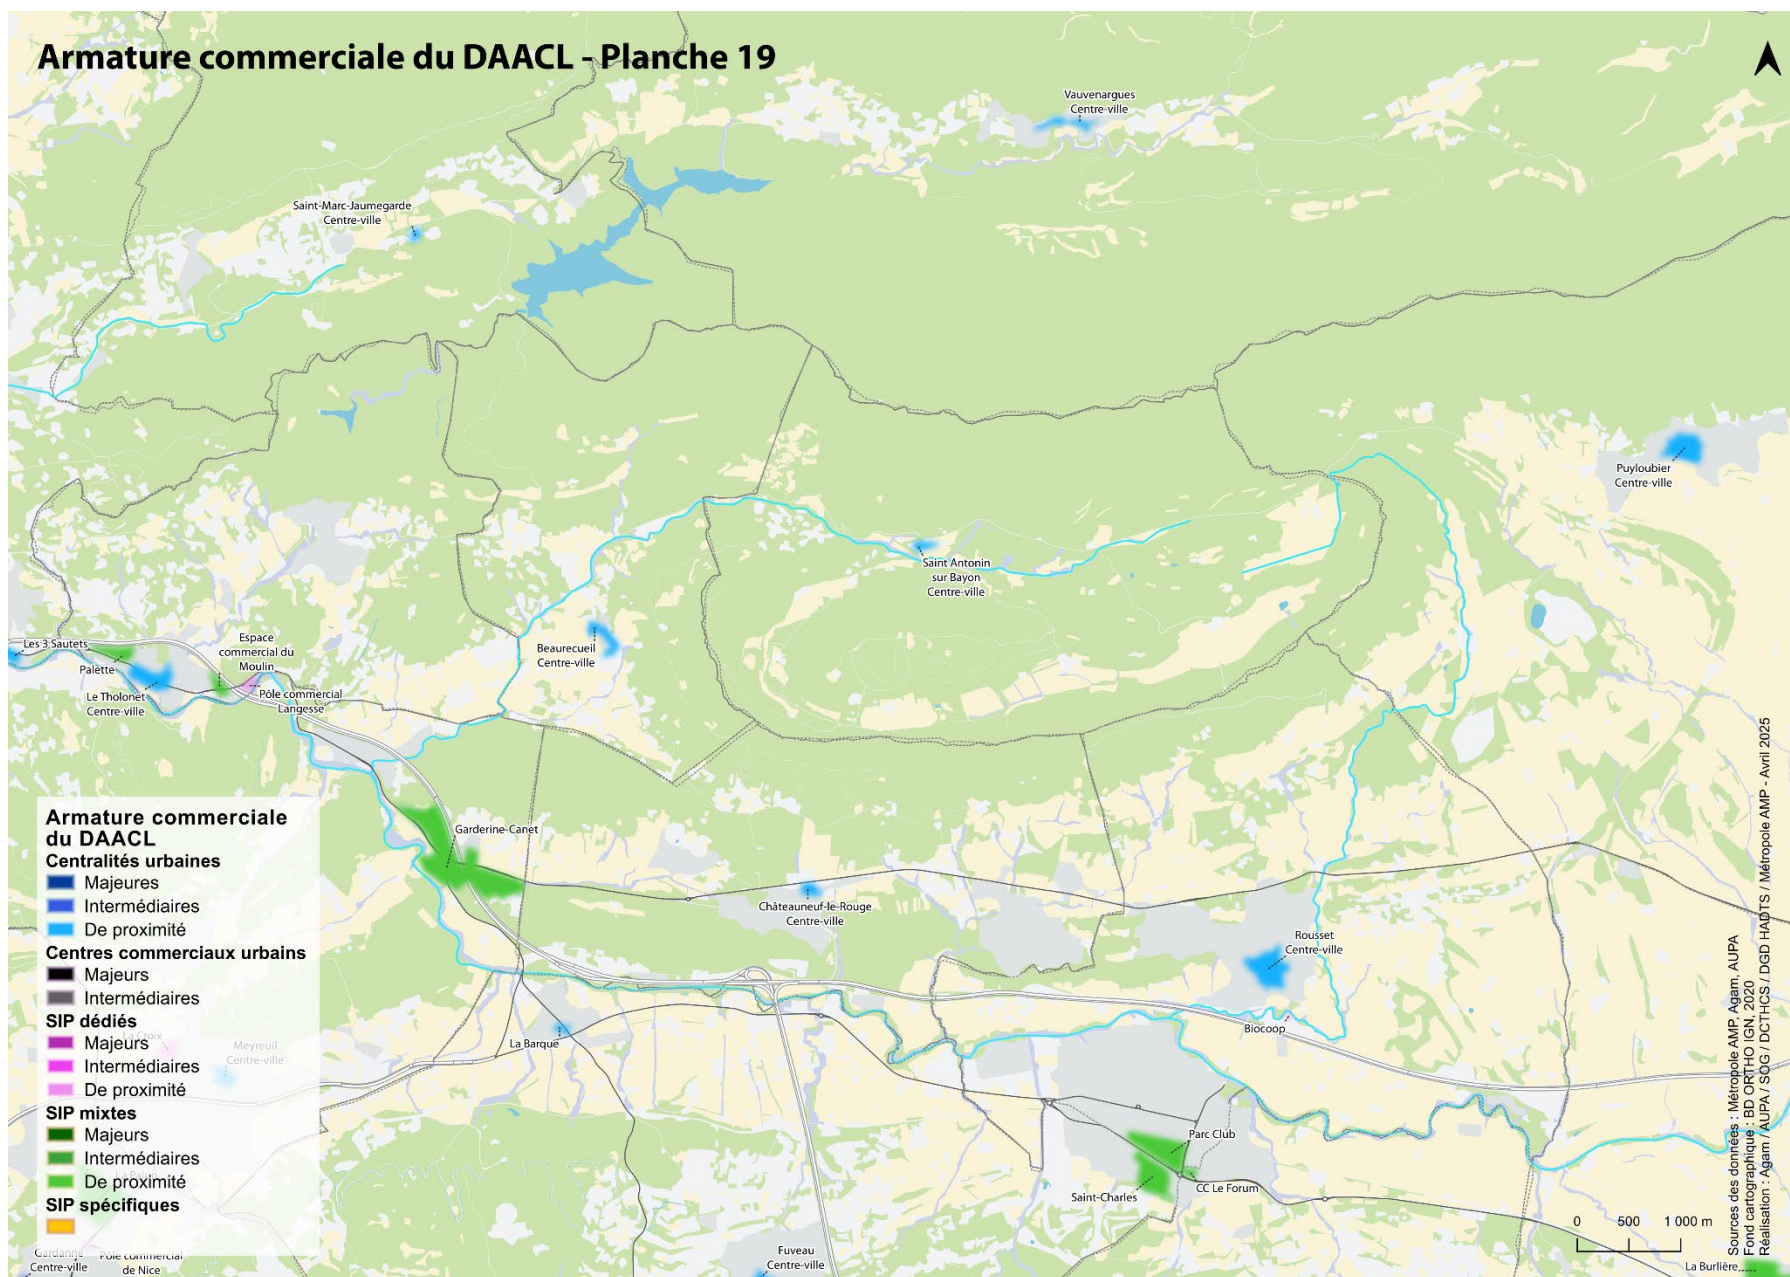 Armature commerciale du DAACL - Planche 19
Vauvenargues
Centre-ville
Saint-Marc-Jaumegarde
Centre-ville
Puyloubier
Centre-ville
Saint Antonin
sur Bayon
Centre-ville
Les 3 Sautets
Espace
commercial du
Moulin
Beaurecueil
Centre-ville
Palette
Le Tholonet
Centre-ville
Pôle commercial
Langesse
Garderine-Canet
Châteauneuf-le-Rouge
Centre-ville
Rousset
Centre-ville
Biocoop
La Barque
Parc Club
CC Le Forum
Saint-Charles
Fuveau
Centre-ville
La Burlière
Armature commerciale
du DAACL
Centralités urbaines
Majeures
Intermédiaires
De proximité
Centres commerciaux urbains
Majeurs
Intermédiaires
SIP dédiés
La Croix
Meyreuil
Centre-ville
Majeurs
Intermédiaires
De proximité
SIP mixtes
Majeurs
Intermédiaires
De proximité
SIP spécifiques
Gardanne
Centre-ville
Pôle commercial
de Nice
0 500 1 000 m
Sources des données : Métropole AMP, Agam, AUPA
Fond cartographique : BD ORTHO IGN, 2020
Réalisation : Agam / AUPA / SOG / DCTHCS / DGD HADTS / Métropole AMP - Avril 2025